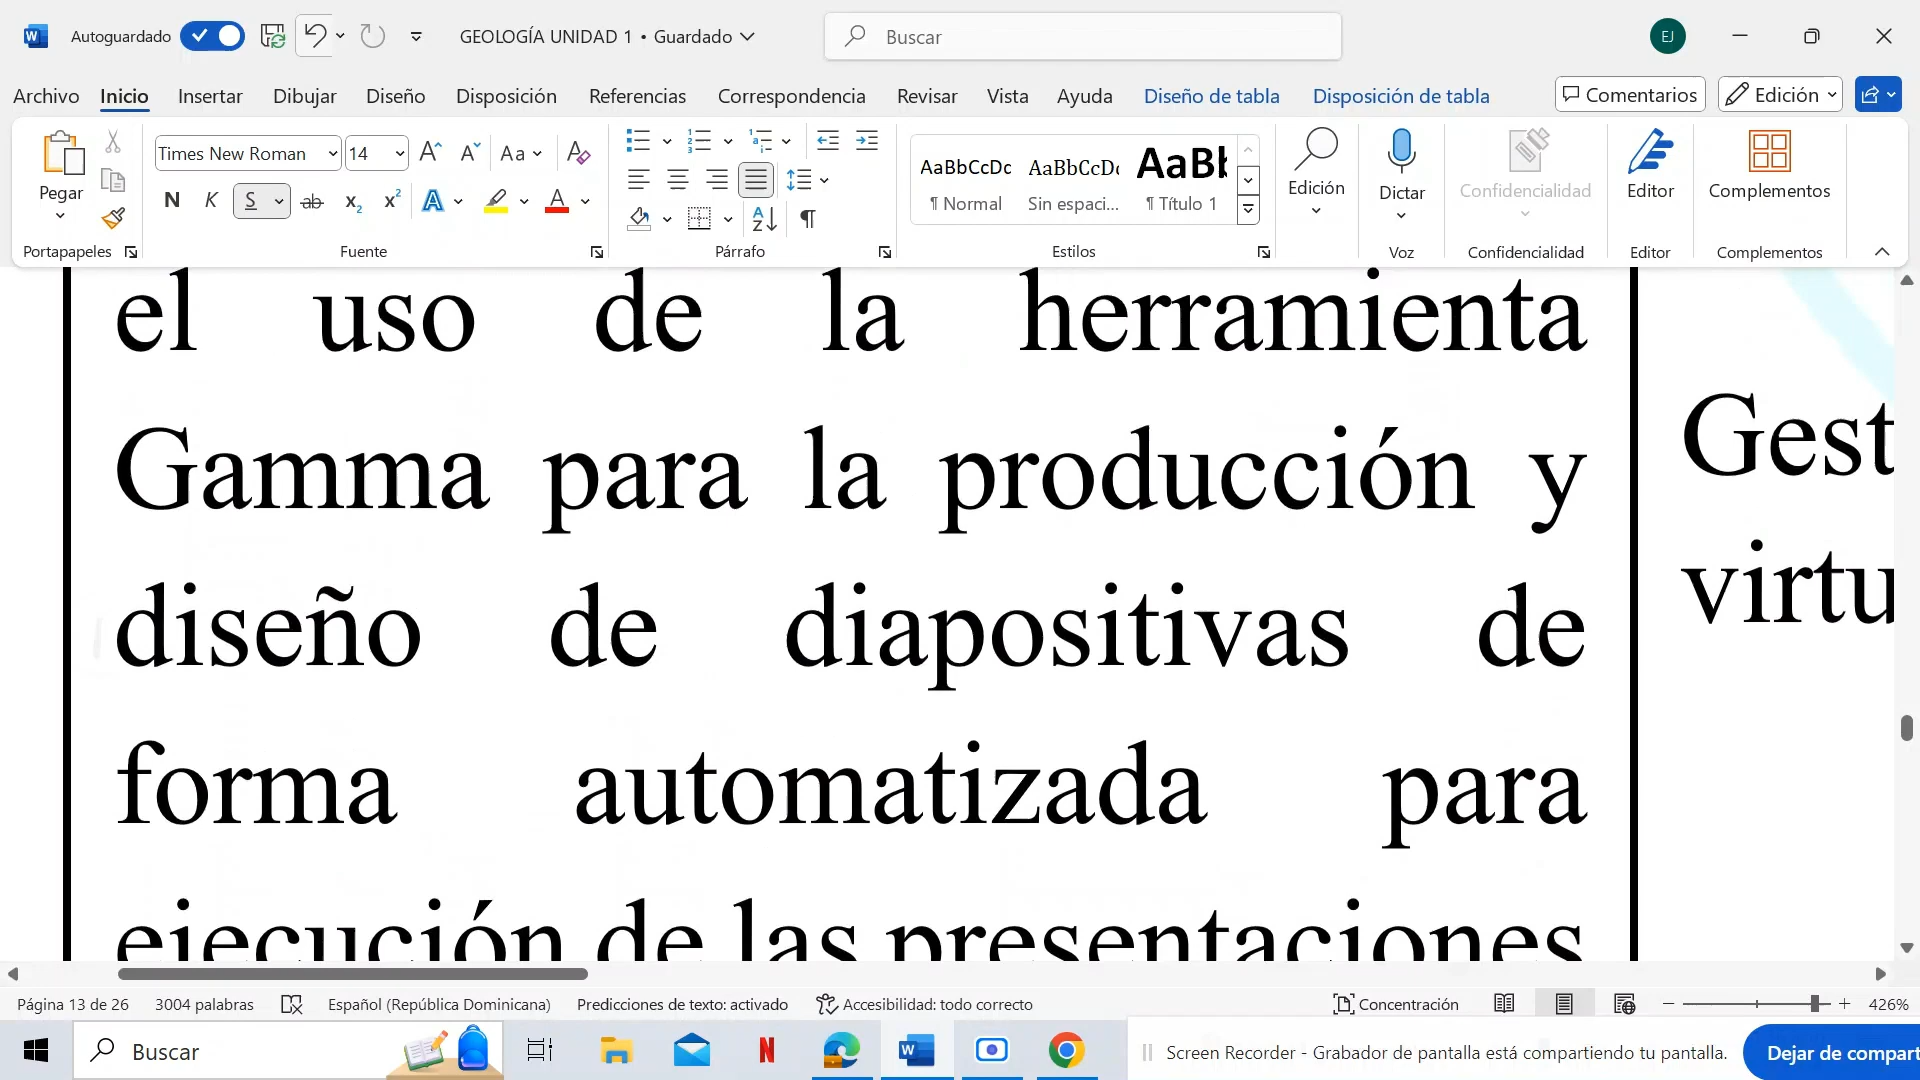 Autoguardado
GEOLOGÍA UNIDAD 1 • Guardado
Buscar
EJ
Archivo Inicio Insertar Dibujar Diseño Disposición Referencias Correspondencia Revisar Vista Ayuda Diseño de tabla Disposición de tabla
Comentarios
Edición
Pegar
Portapapeles
Times New Roman 14
N K S ab x₂ x²
Fuente
Párrafo
AaBbCcDc
¶ Normal
AaBbCcDc
Sin espaci...
AaBb
¶ Título 1
Estilos
Edición
Dictar
Voz
Confidencialidad
Confidencialidad
Editor
Editor
Complementos
Complementos
el uso de la herramienta
Gamma para la producción y
diseño de diapositivas de
forma automatizada para
ejecución de las presentaciones
Gest
virtu
Página 13 de 26 3004 palabras Español (República Dominicana) Predicciones de texto: activado Accesibilidad: todo correcto Concentración 426%
Buscar
Screen Recorder - Grabador de pantalla está compartiendo tu pantalla.
Dejar de compart